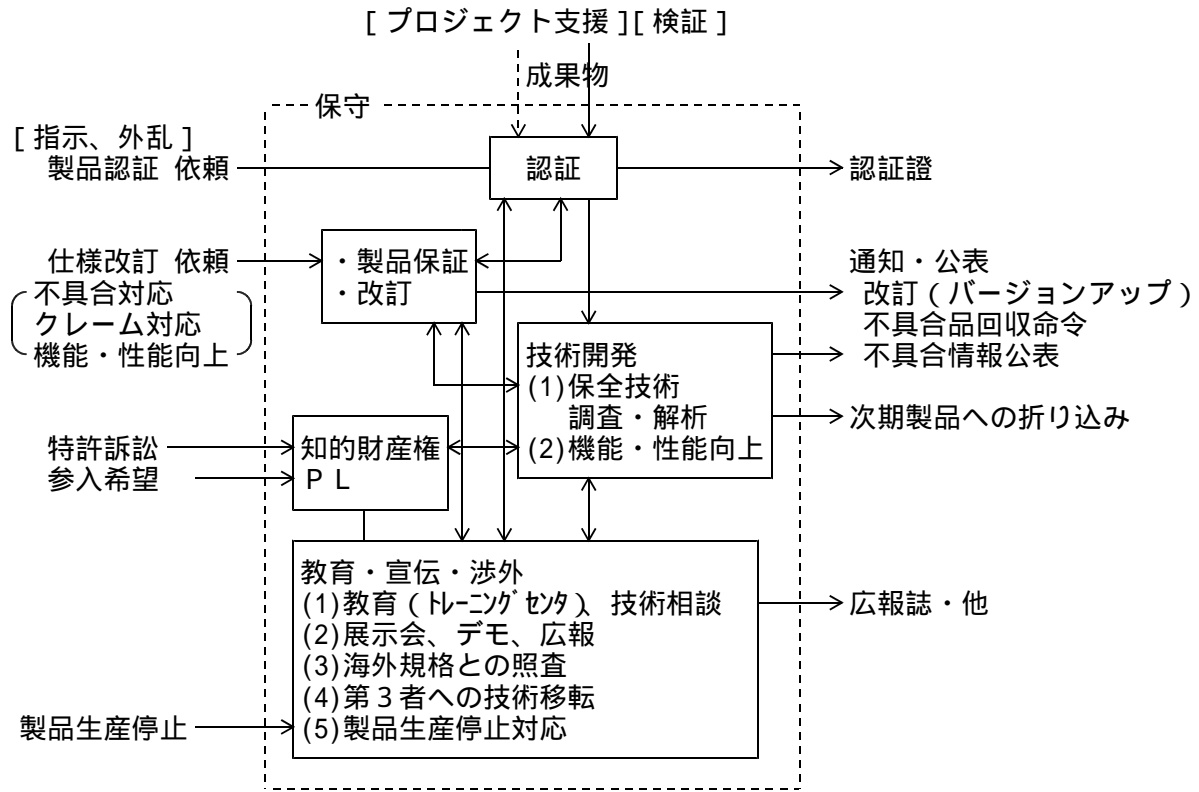 [ プロジェクト支援 ][ 検証 ]
成果物
保守
[ 指示、外乱 ]
製品認証 依頼
認証
認証證
仕様改訂 依頼
不具合対応
クレーム対応
機能・性能向上
・製品保証
・改訂
通知・公表
改訂（バージョンアップ）
不具合品回収命令
不具合情報公表
技術開発
(1)保全技術
調査・解析
(2)機能・性能向上
次期製品への折り込み
特許訴訟
参入希望
知的財産権
ＰＬ
教育・宣伝・渉外
(1)教育（ﾄﾚｰﾆﾝｸﾞｾﾝﾀ）、技術相談
(2)展示会、デモ、広報
(3)海外規格との照査
(4)第３者への技術移転
(5)製品生産停止対応
広報誌・他
製品生産停止